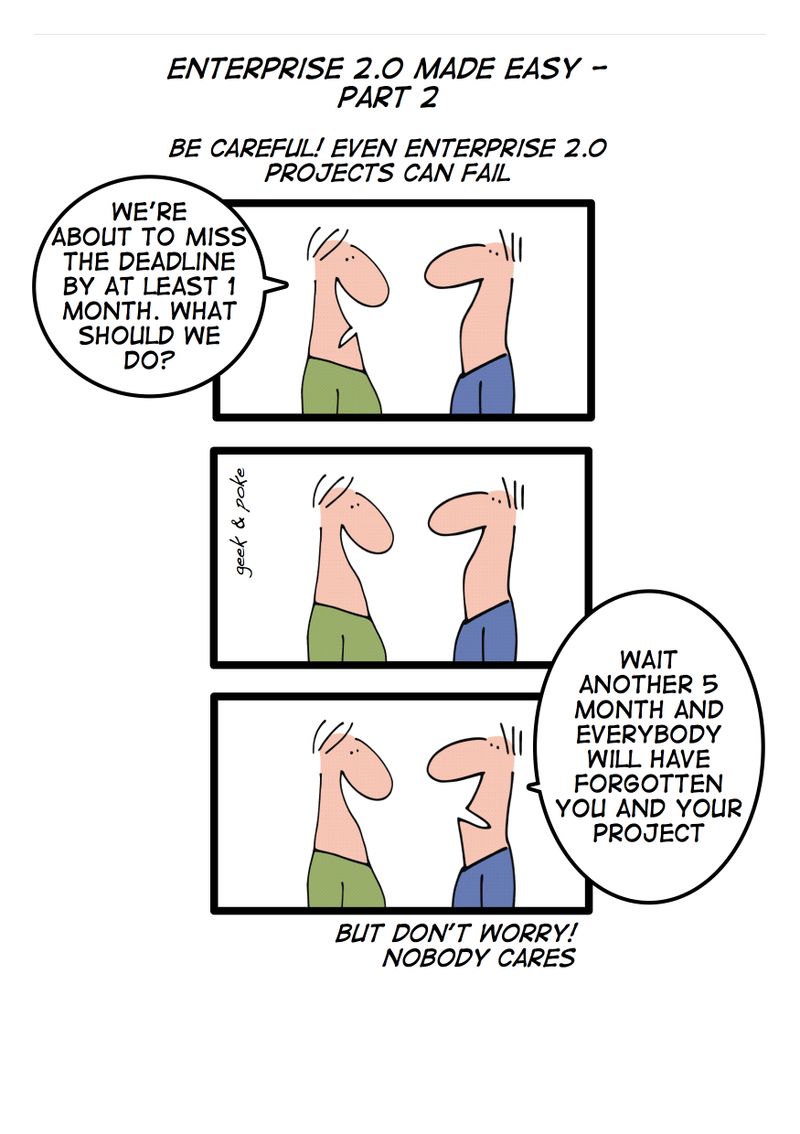 ENTERPRISE 2.0 MADE EASY -
PART 2
BE CAREFUL! EVEN ENTERPRISE 2.0
PROJECTS CAN FAIL
WE'RE
ABOUT TO MISS
THE DEADLINE
BY AT LEAST 1
MONTH. WHAT
SHOULD WE
DO?
geek & poke
WAIT
ANOTHER 5
MONTH AND
EVERYBODY
WILL HAVE
FORGOTTEN
YOU AND YOUR
PROJECT
BUT DON'T WORRY!
NOBODY CARES